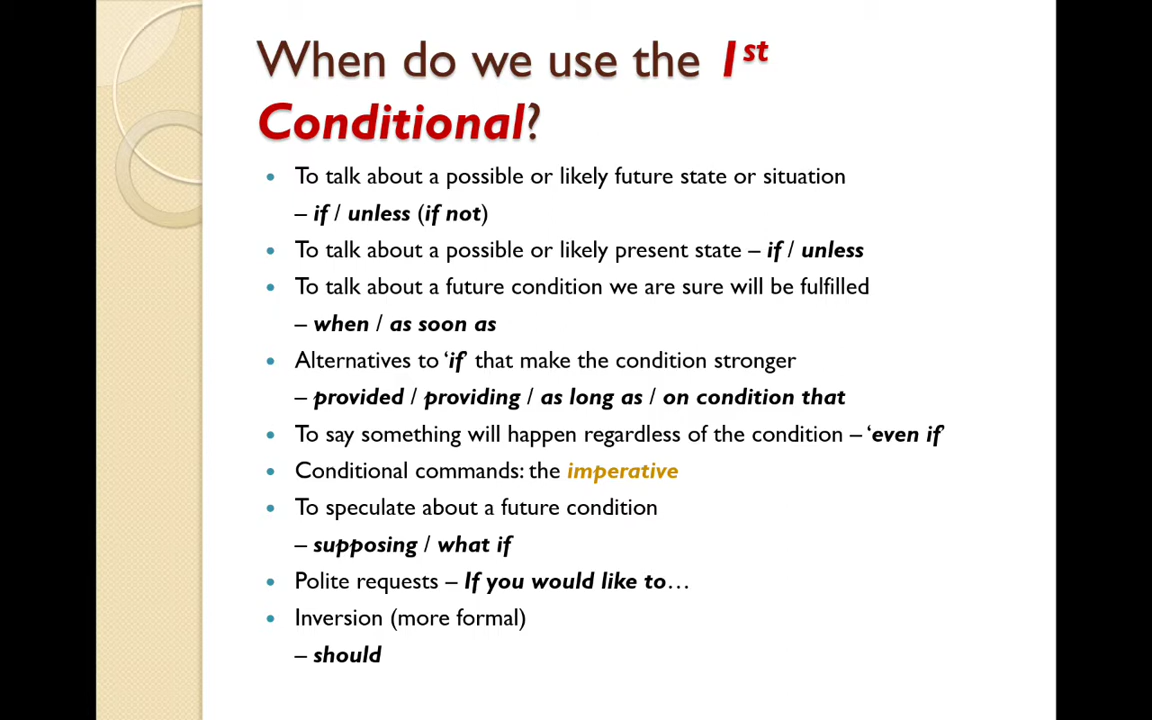 When do we use the 1st
Conditional?
• To talk about a possible or likely future state or situation
– if / unless (if not)
• To talk about a possible or likely present state – if / unless
• To talk about a future condition we are sure will be fulfilled
– when / as soon as
• Alternatives to ‘if’ that make the condition stronger
– provided / providing / as long as / on condition that
• To say something will happen regardless of the condition – ‘even if’
• Conditional commands: the imperative
• To speculate about a future condition
– supposing / what if
• Polite requests – If you would like to…
• Inversion (more formal)
– should